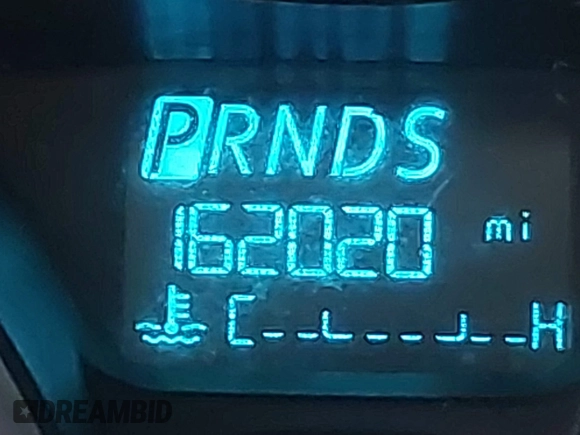 PRNDS
162020 mi
C H
DREAMBID